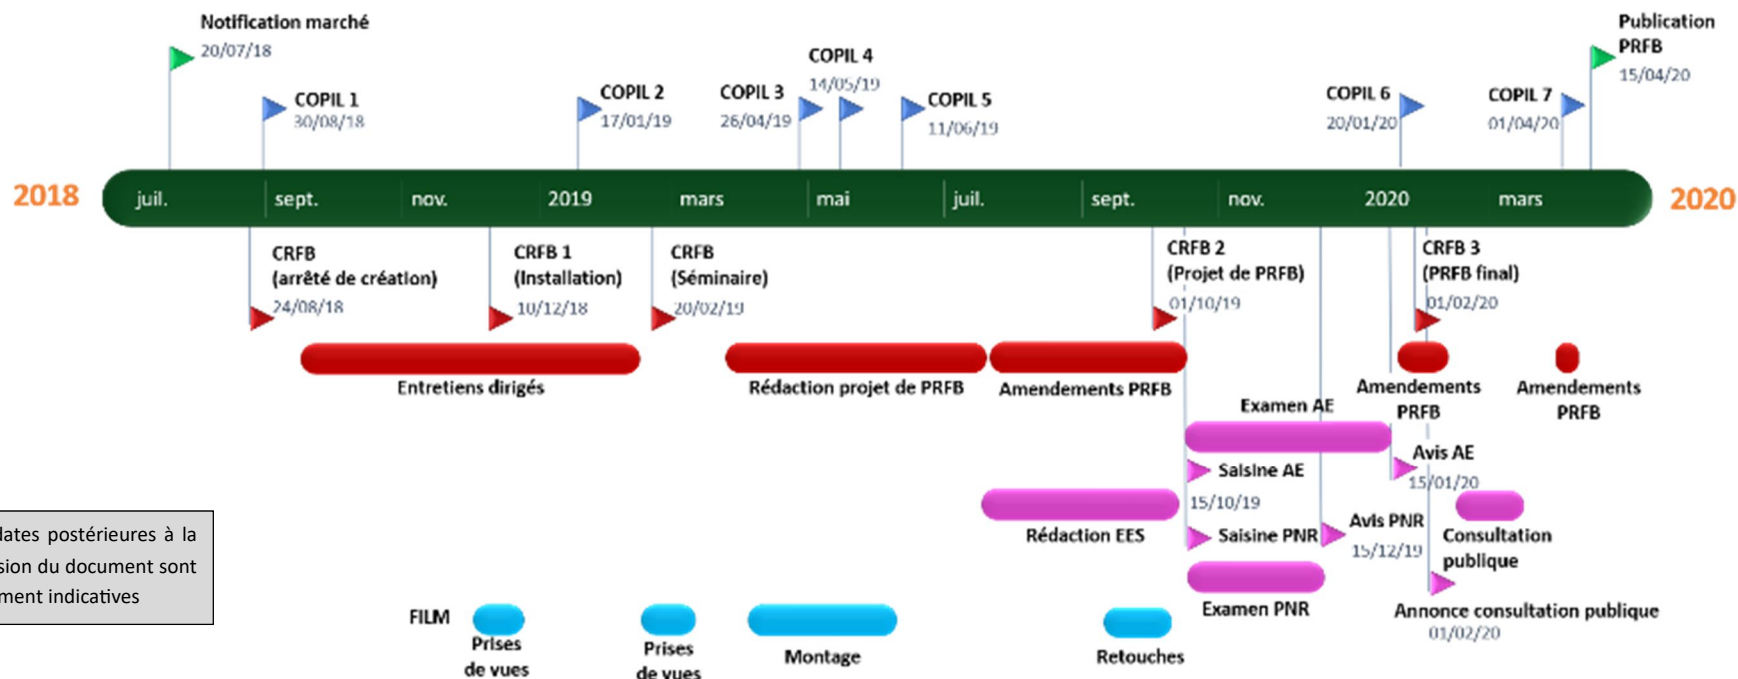 Notification marché
20/07/18
COPIL 1
30/08/18
COPIL 2
17/01/19
COPIL 3
26/04/19
COPIL 4
14/05/19
COPIL 5
11/06/19
COPIL 6
20/01/20
COPIL 7
01/04/20
Publication
PRFB
15/04/20
2018
juil.
sept.
nov.
2019
mars
mai
juil.
sept.
nov.
2020
mars
2020
CRFB
(arrêté de création)
24/08/18
CRFB 1
(Installation)
10/12/18
CRFB
(Séminaire)
20/02/19
CRFB 2
(Projet de PRFB)
01/10/19
CRFB 3
(PRFB final)
01/02/20
Entretiens dirigés
Rédaction projet de PRFB
Amendements PRFB
Amendements
PRFB
Amendements
PRFB
Examen AE
Saisine AE
15/10/19
Avis AE
15/01/20
Rédaction EES
Saisine PNR
Avis PNR
15/12/19
Consultation
publique
Examen PNR
Annonce consultation publique
01/02/20
dates postérieures à la
sion du document sont
ment indicatives
FILM
Prises
de vues
Prises
de vues
Montage
Retouches